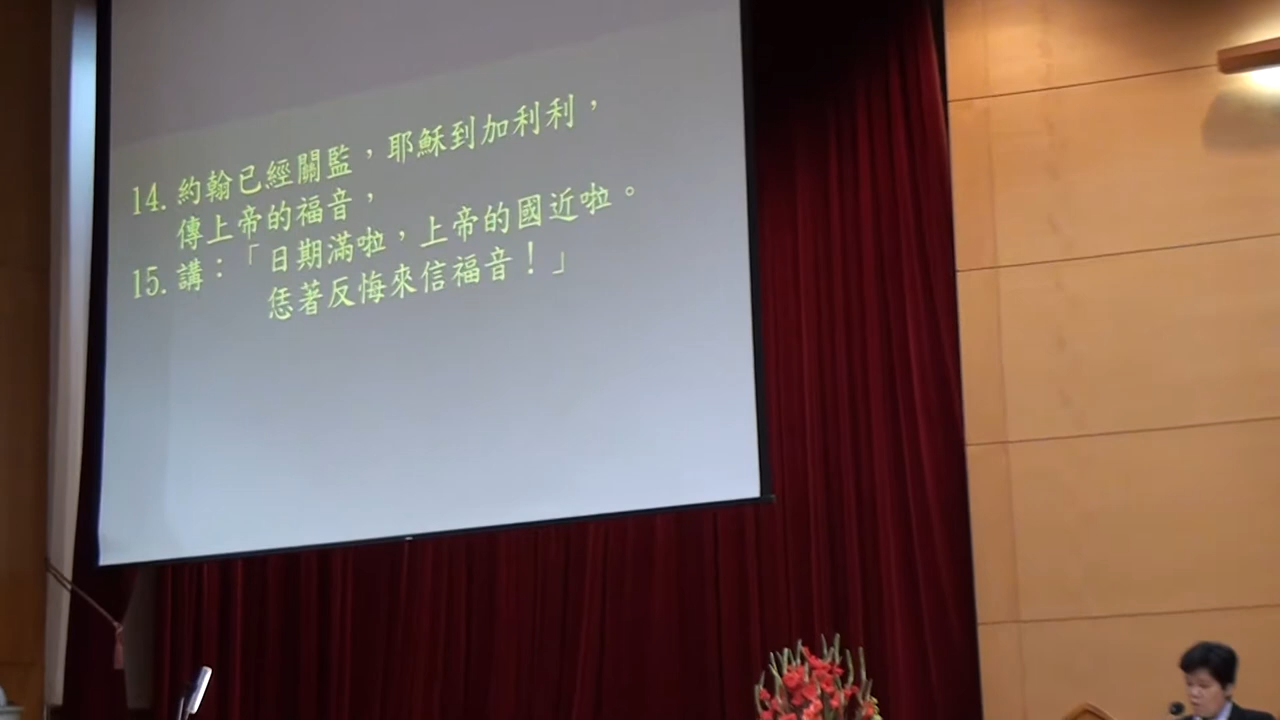 14. 約翰已經關監，耶穌到加利利，
傳上帝的福音，
15. 講：「日期滿啦，上帝的國近啦。
恁著反悔來信福音！」